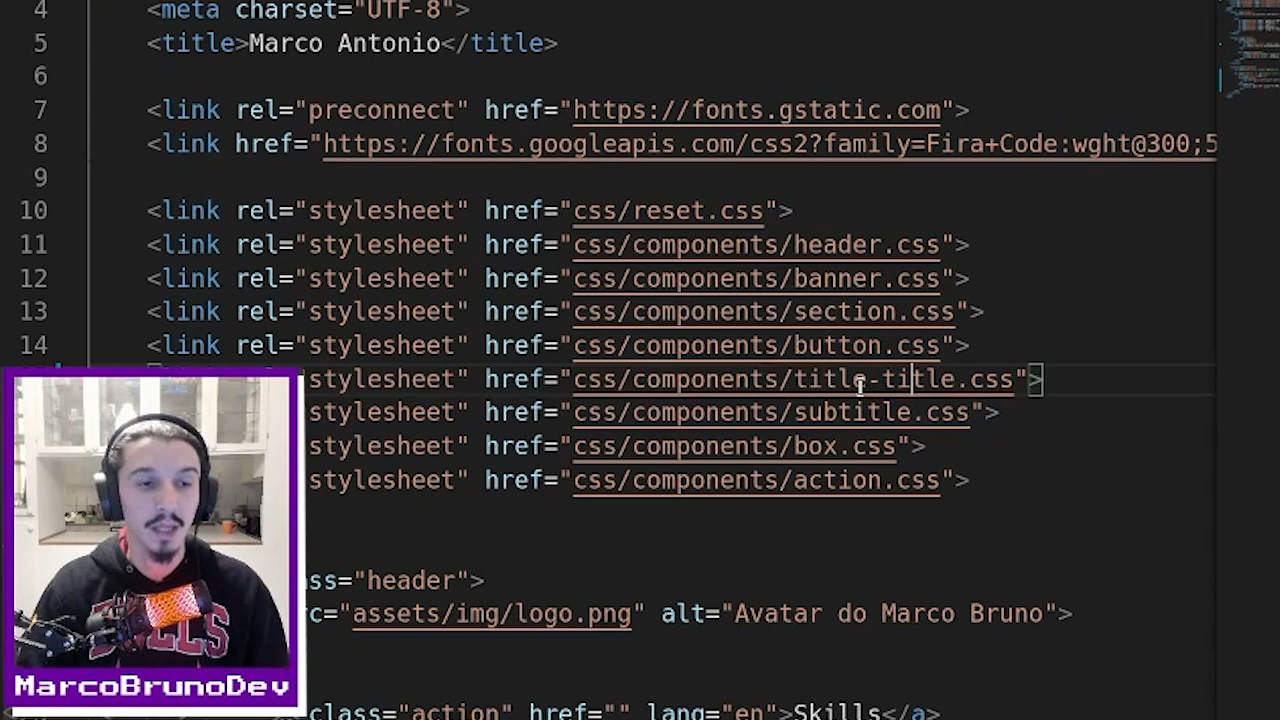 4 <meta charset="UTF-8">
5 <title>Marco Antonio</title>
6
7 <link rel="preconnect" href="https://fonts.gstatic.com">
8 <link href="https://fonts.googleapis.com/css2?family=Fira+Code:wght@300;5
9
10 <link rel="stylesheet" href="css/reset.css">
11 <link rel="stylesheet" href="css/components/header.css">
12 <link rel="stylesheet" href="css/components/banner.css">
13 <link rel="stylesheet" href="css/components/section.css">
14 <link rel="stylesheet" href="css/components/button.css">
stylesheet" href="css/components/title-title.css">
stylesheet" href="css/components/subtitle.css">
stylesheet" href="css/components/box.css">
stylesheet" href="css/components/action.css">
ass="header">
rc="assets/img/logo.png" alt="Avatar do Marco Bruno">
class="action" href="" lang="en">Skills</a>
BULLS
MarcoBrunoDev